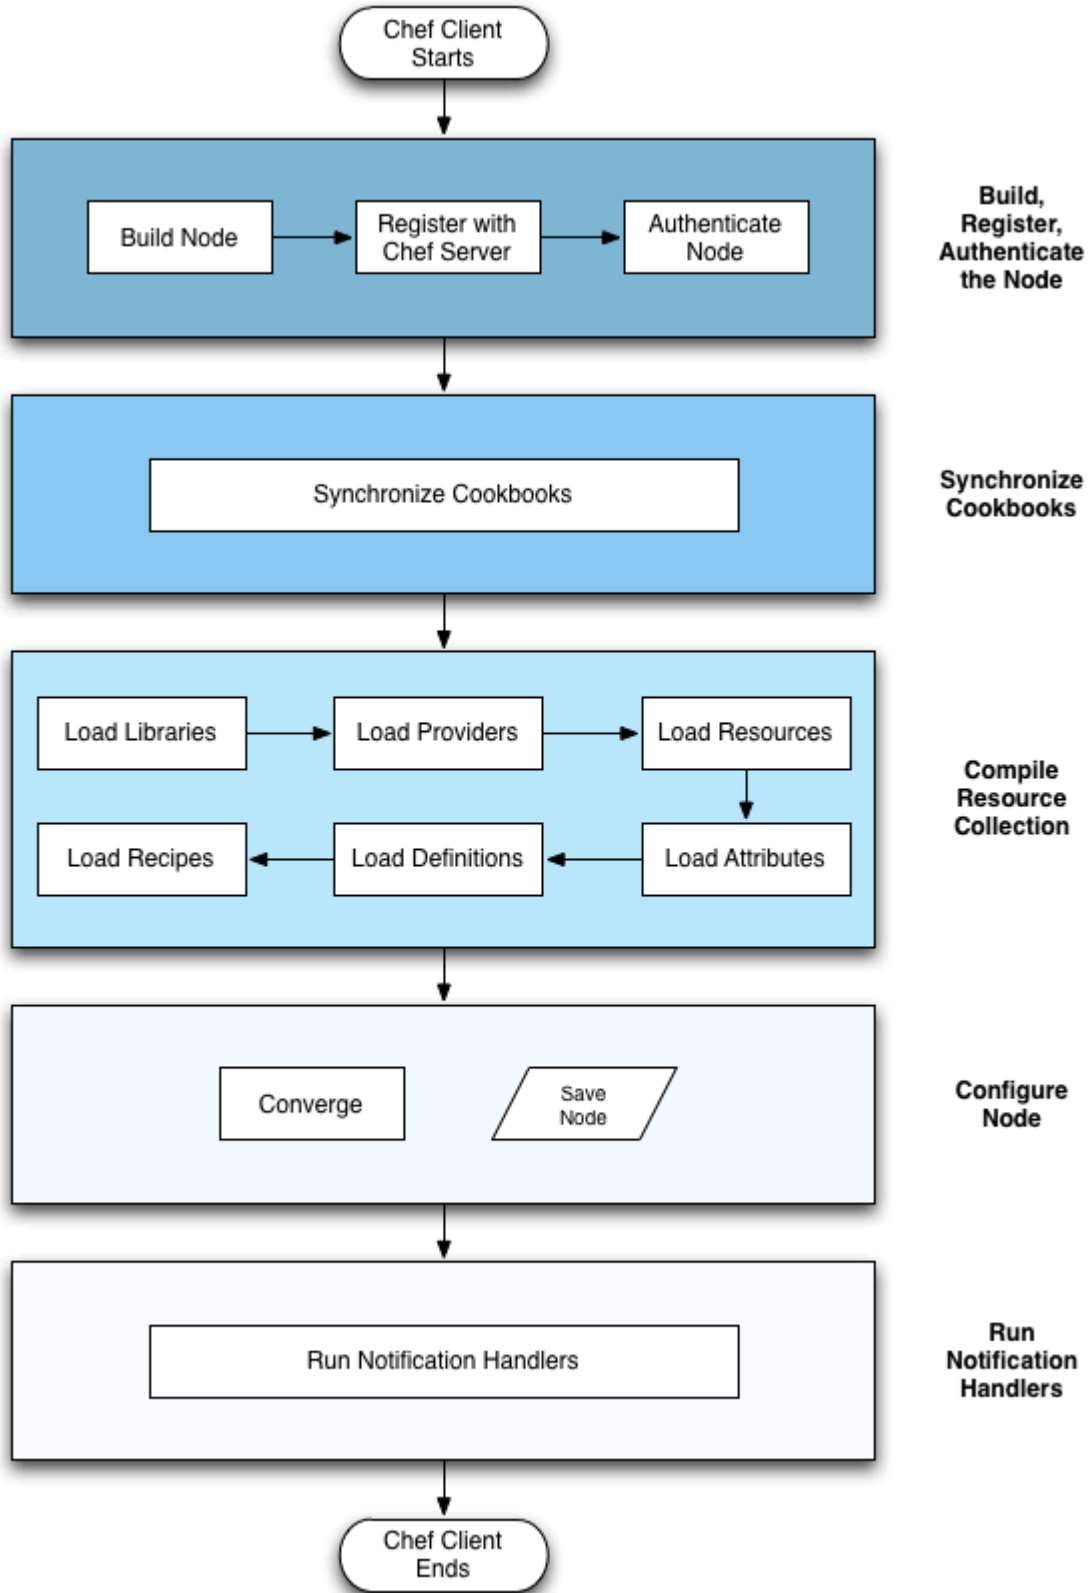 Chef Client
Starts
Build Node
Register with
Chef Server
Authenticate
Node
Build,
Register,
Authenticate
the Node
Synchronize Cookbooks
Synchronize
Cookbooks
Load Libraries
Load Providers
Load Resources
Load Recipes
Load Definitions
Load Attributes
Compile
Resource
Collection
Converge
Save
Node
Configure
Node
Run Notification Handlers
Run
Notification
Handlers
Chef Client
Ends